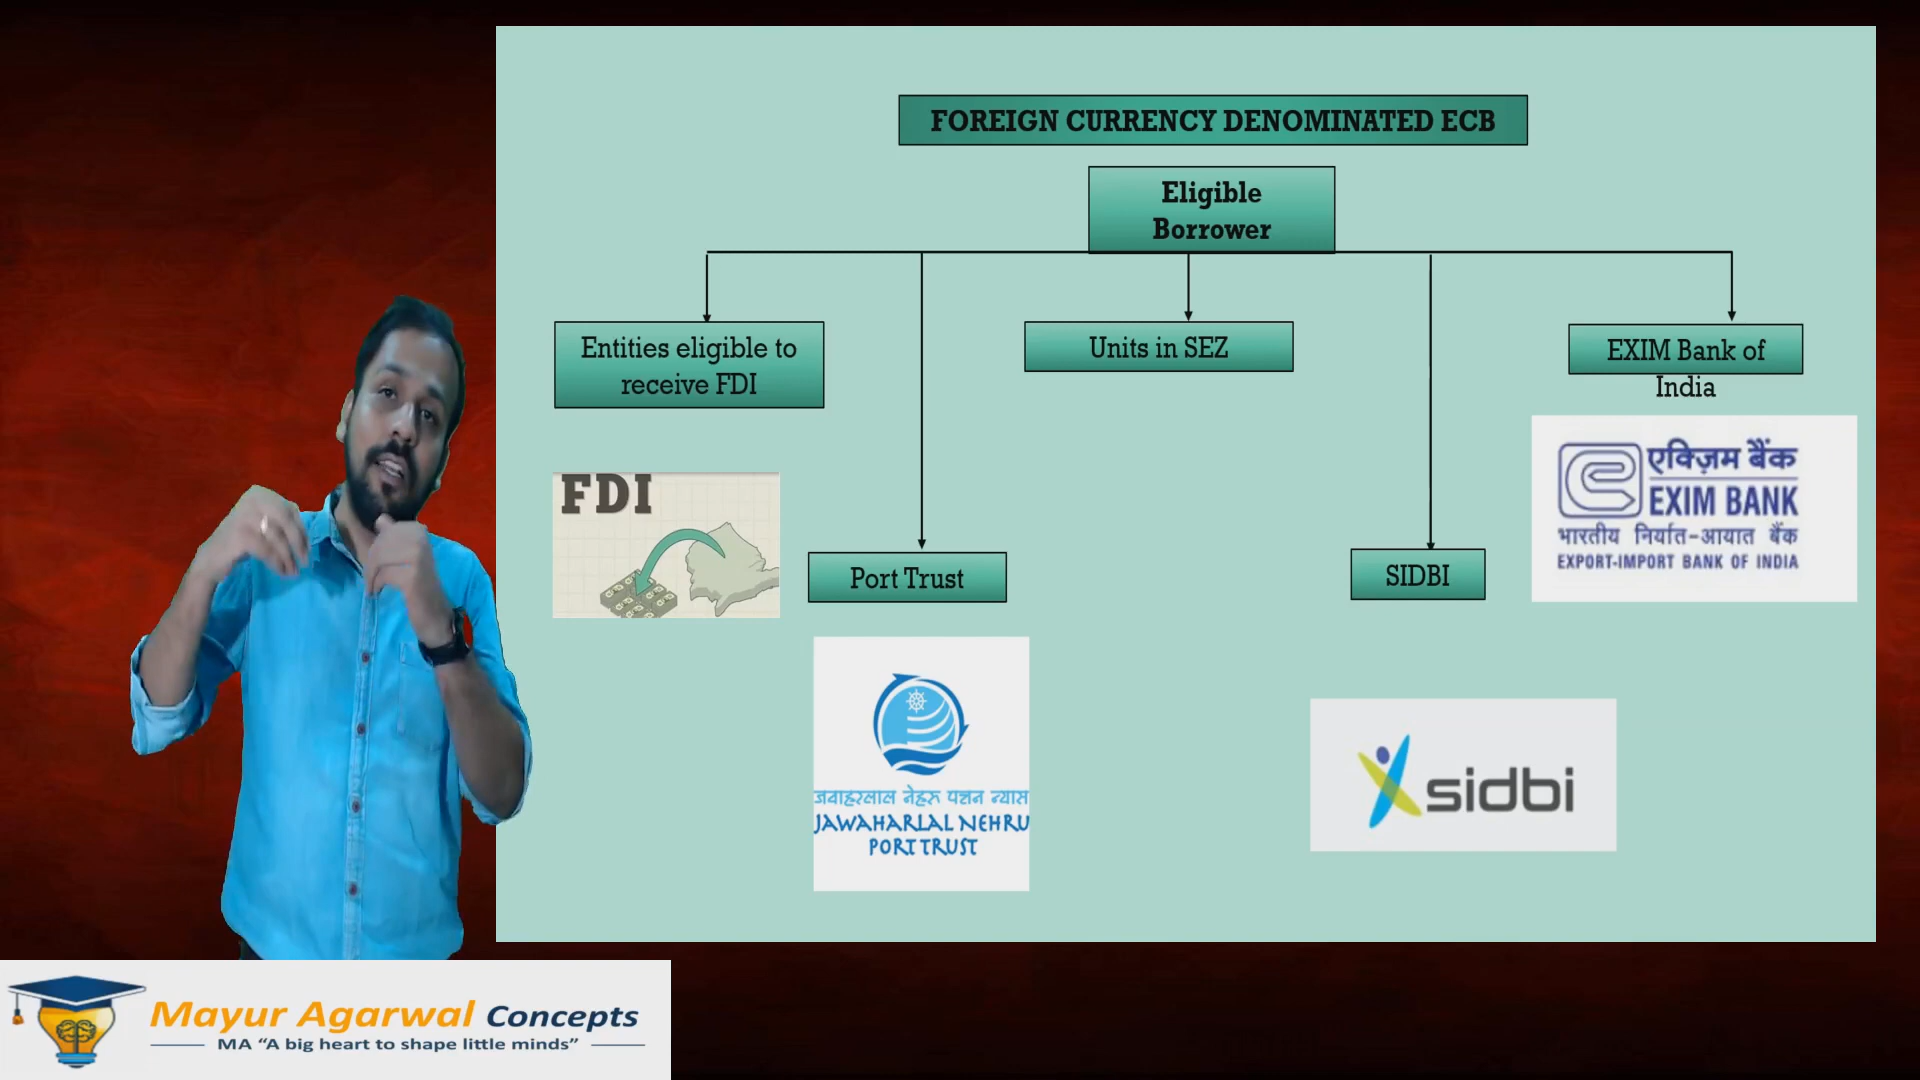 FOREIGN CURRENCY DENOMINATED ECB
Eligible
Borrower
Entities eligible to
receive FDI
Units in SEZ
EXIM Bank of
India
FDI
एक्ज़िम बैंक
EXIM BANK
भारतीय निर्यात-आयात बैंक
EXPORT-IMPORT BANK OF INDIA
Port Trust
SIDBI
जवाहरलाल नेहरू पत्तन न्यास
JAWAHARLAL NEHRU
PORT TRUST
sidbi
Mayur Agarwal Concepts
MA “A big heart to shape little minds”